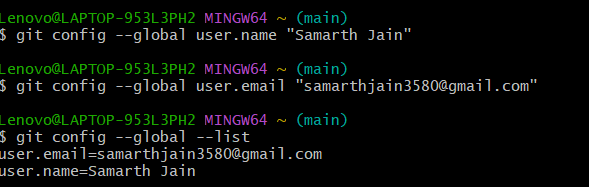 Lenovo@LAPTOP-953L3PH2 MINGW64 ~ (main)
$ git config --global user.name "Samarth Jain"
Lenovo@LAPTOP-953L3PH2 MINGW64 ~ (main)
$ git config --global user.email "samarthjain3580@gmail.com"
Lenovo@LAPTOP-953L3PH2 MINGW64 ~ (main)
$ git config --global --list
user.email=samarthjain3580@gmail.com
user.name=Samarth Jain